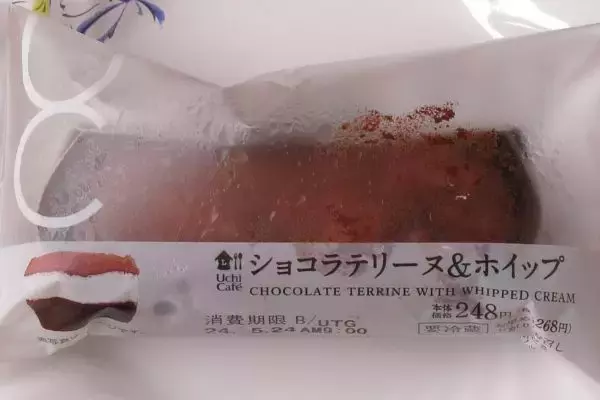 Uchi
Café
ショコラテリーヌ&ホイップ
CHOCOLATE TERRINE WITH WHIPPED CREAM
本体
価格 248円
268円)
消費期限 B/UTG
24. 5.24 AM9:00
要冷蔵